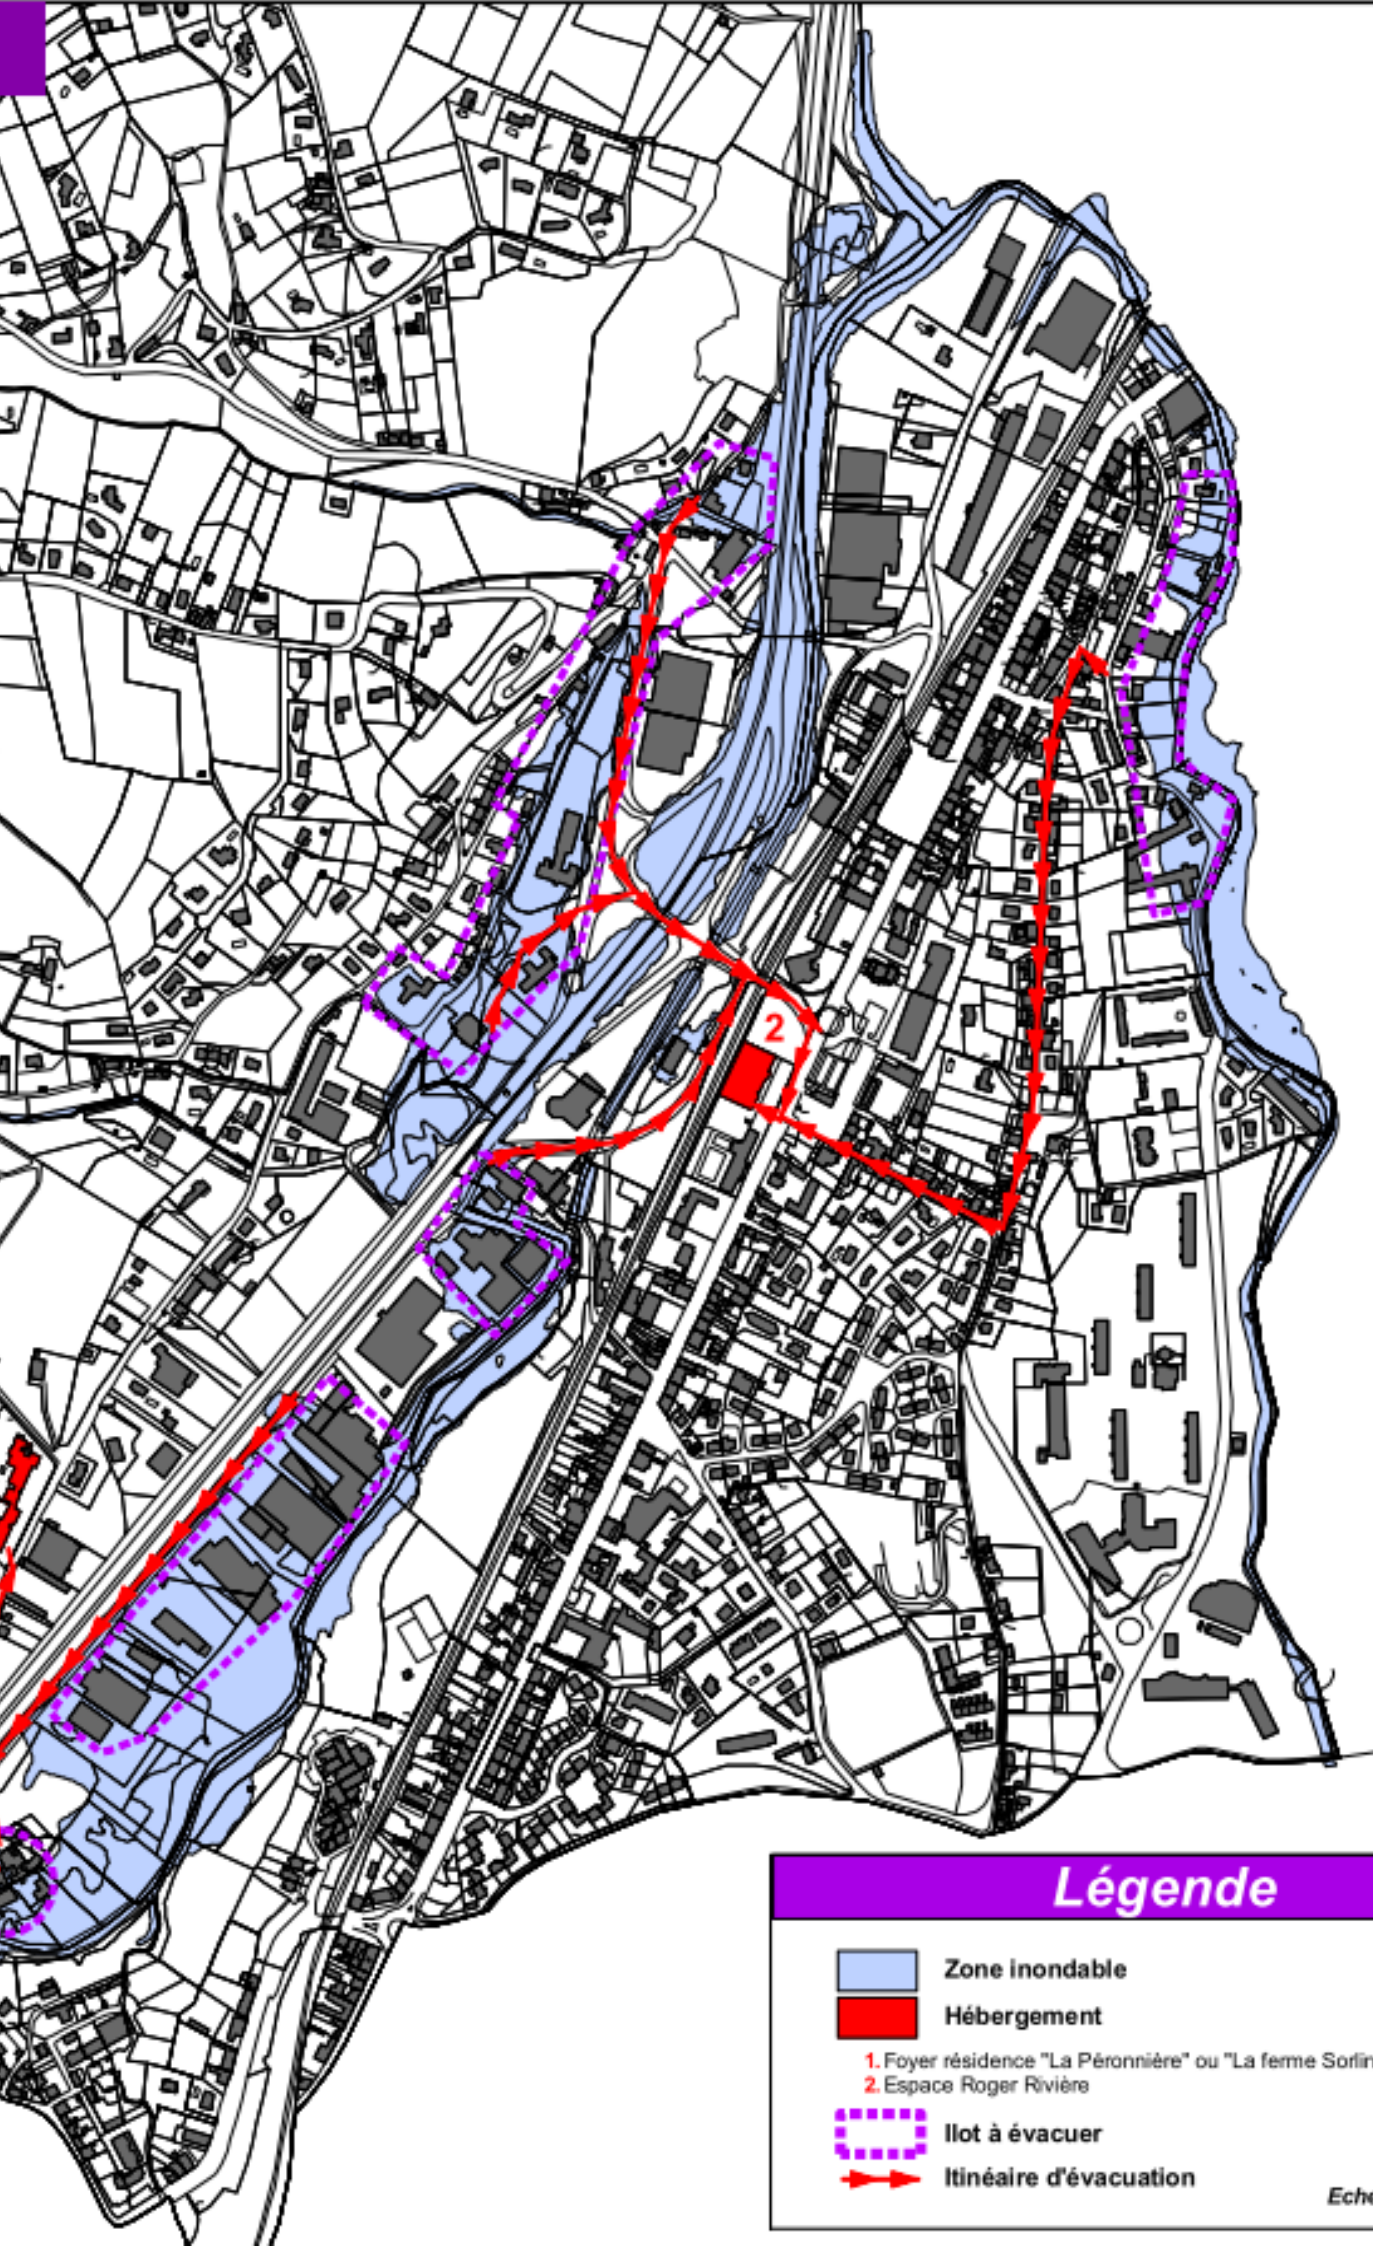 2
Légende
Zone inondable
Hébergement
1. Foyer résidence "La Péronnière" ou "La ferme Sorlin
2. Espace Roger Rivière
Ilot à évacuer
Itinéaire d'évacuation
Eche